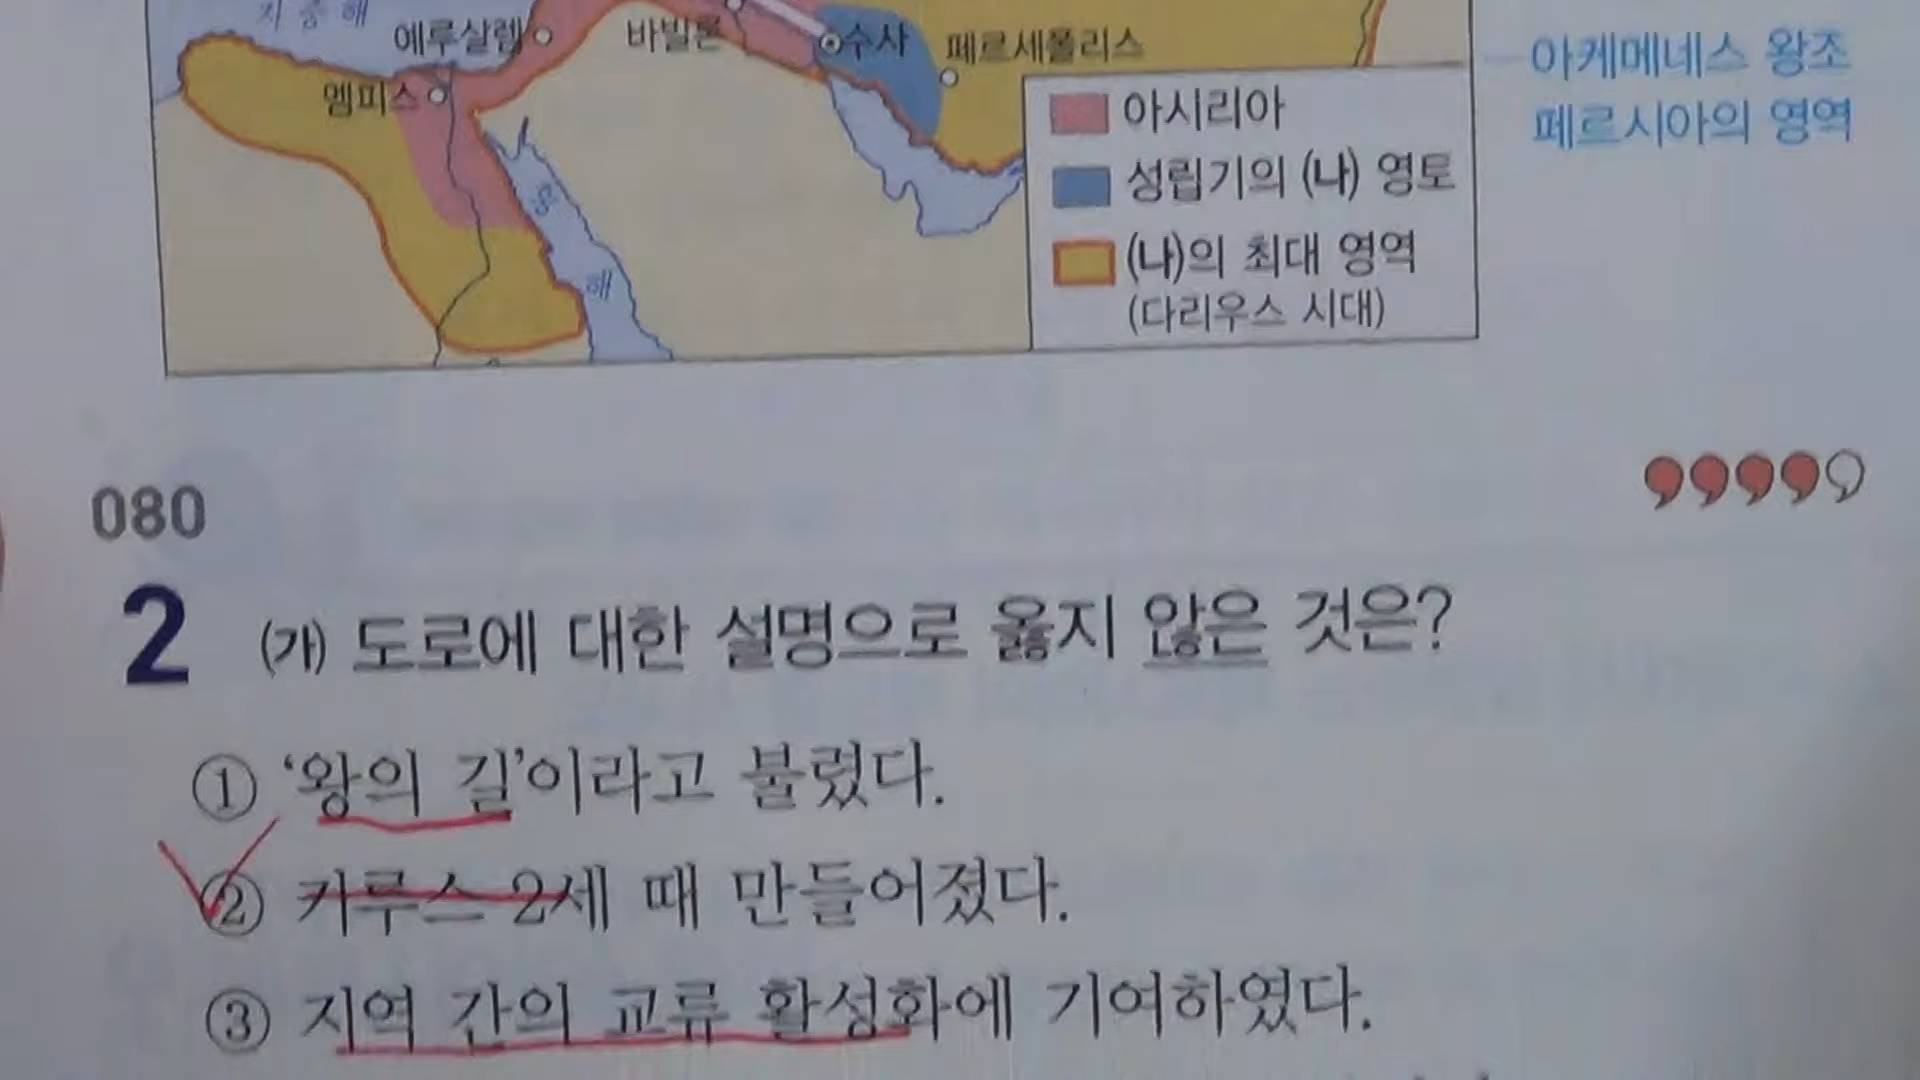 지중해
예루살렘
바빌론
수사
페르세폴리스
멤피스
홍
해
아시리아
성립기의 (나) 영토
(나)의 최대 영역
(다리우스 시대)
아케메네스 왕조
페르시아의 영역
080
2 (가) 도로에 대한 설명으로 옳지 않은 것은?
① ‘왕의 길’이라고 불렸다.
② 키루스 2세 때 만들어졌다.
③ 지역 간의 교류 활성화에 기여하였다.